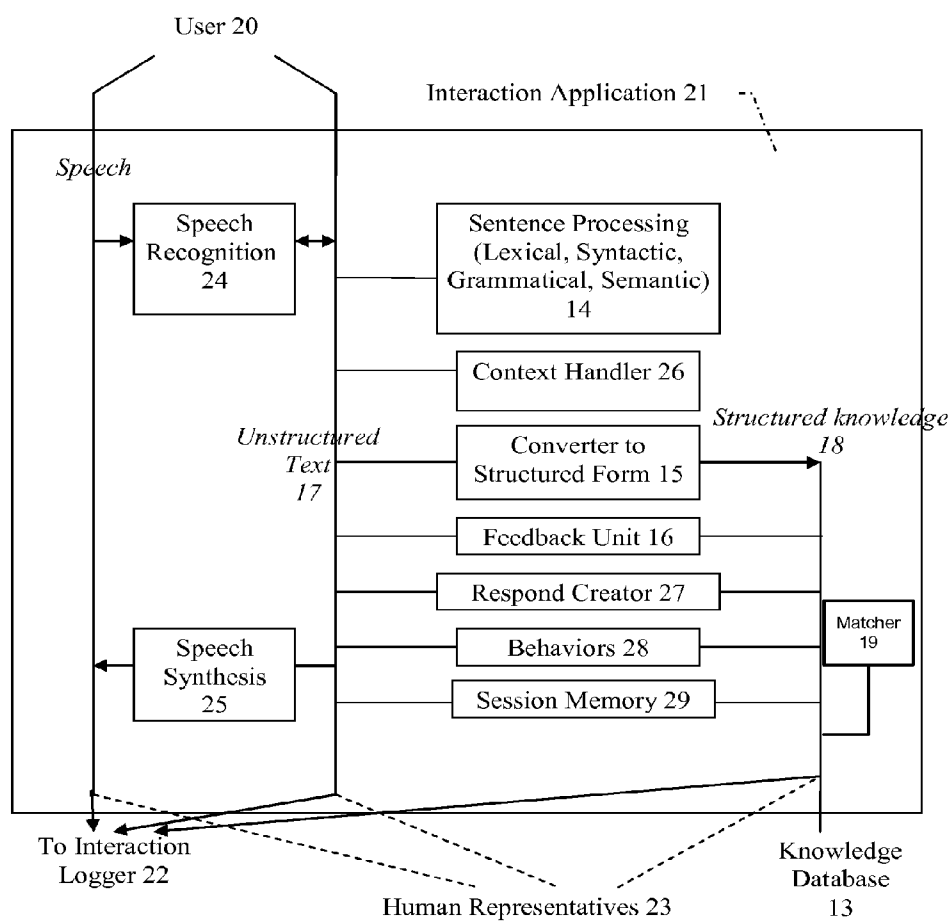 User 20
Interaction Application 21
Speech
Speech
Recognition
24
Sentence Processing
(Lexical, Syntactic,
Grammatical, Semantic)
14
Context Handler 26
Unstructured
Text
17
Converter to
Structured Form 15
Structured knowledge
18
Feedback Unit 16
Respond Creator 27
Matcher
19
Speech
Synthesis
25
Behaviors 28
Session Memory 29
To Interaction
Logger 22
Human Representatives 23
Knowledge
Database
13